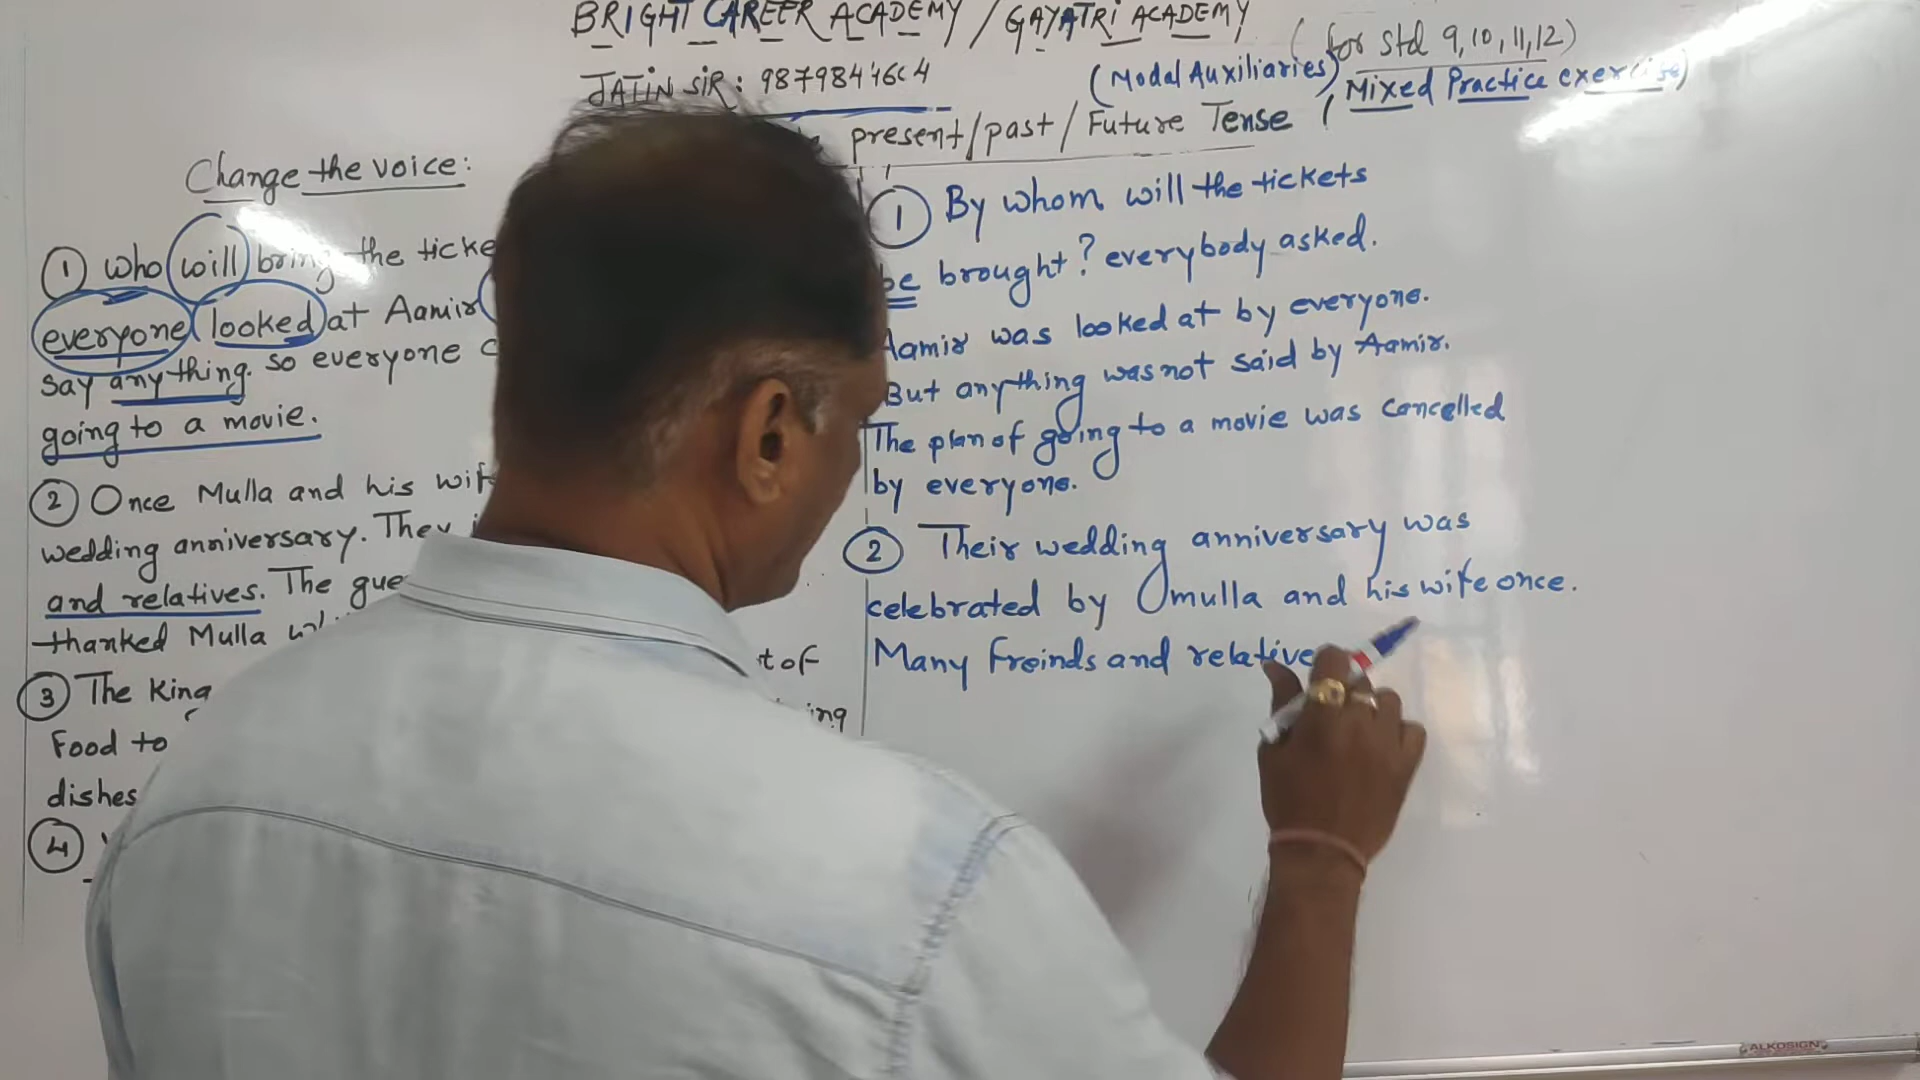 BRIGHT CAREER ACADEMY / GAYATRI ACADEMY
(for std 9, 10, 11, 12)
JATIN SIR:
(Modal Auxiliaries)
(Mixed Practice exercise)
present/past/Future Tense
Change the voice:
1 who will bring the
everyone looked at Aamir
say anything. so everyone
going to a movie.
2 Once Mulla and his
wedding anniversary. They
and relatives. The
thanked Mulla
3 The King
Food to
dishes
4
1 By whom will the tickets
be brought? everybody asked.
Aamir was looked at by everyone.
But anything was not said by Aamir.
The plan of going to a movie was cancelled
by everyone.
2 Their wedding anniversary was
celebrated by mulla and his wife once.
Many Freinds and relative
of